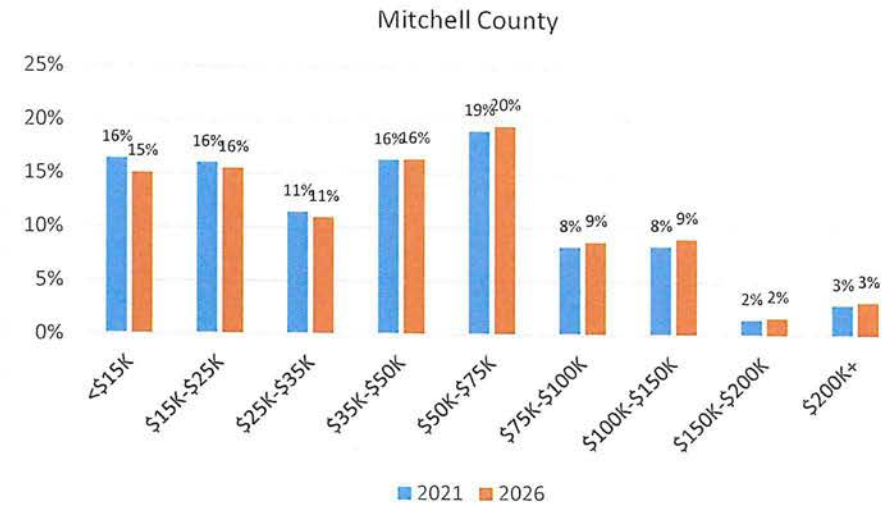 Mitchell County
25%
20%
15%
10%
5%
0%
16%
15%
16%
16%
11%
11%
16%
16%
19%
20%
8%
9%
8%
9%
2%
2%
3%
3%
<$15K
$15K-$25K
$25K-$35K
$35K-$50K
$50K-$75K
$75K-$100K
$100K-$150K
$150K-$200K
$200K+
2021
2026